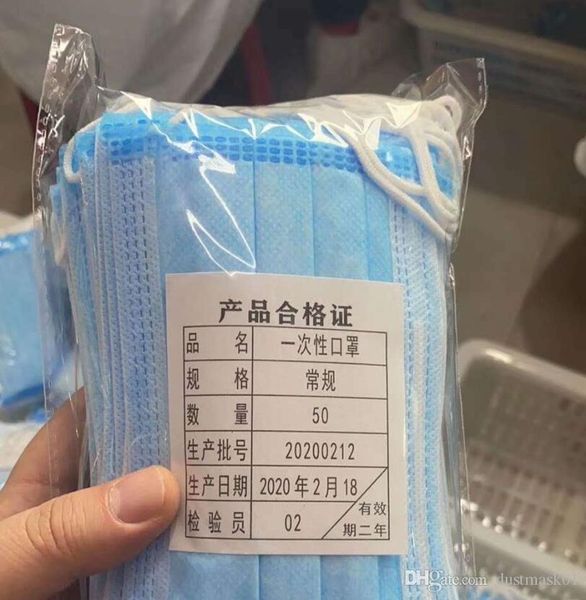 产品合格证
品名 一次性口罩
规格 常规
数量 50
生产批号 20200212
生产日期 2020年2月18
检验员 02 有效
期二年
DHgate.com dustmask01